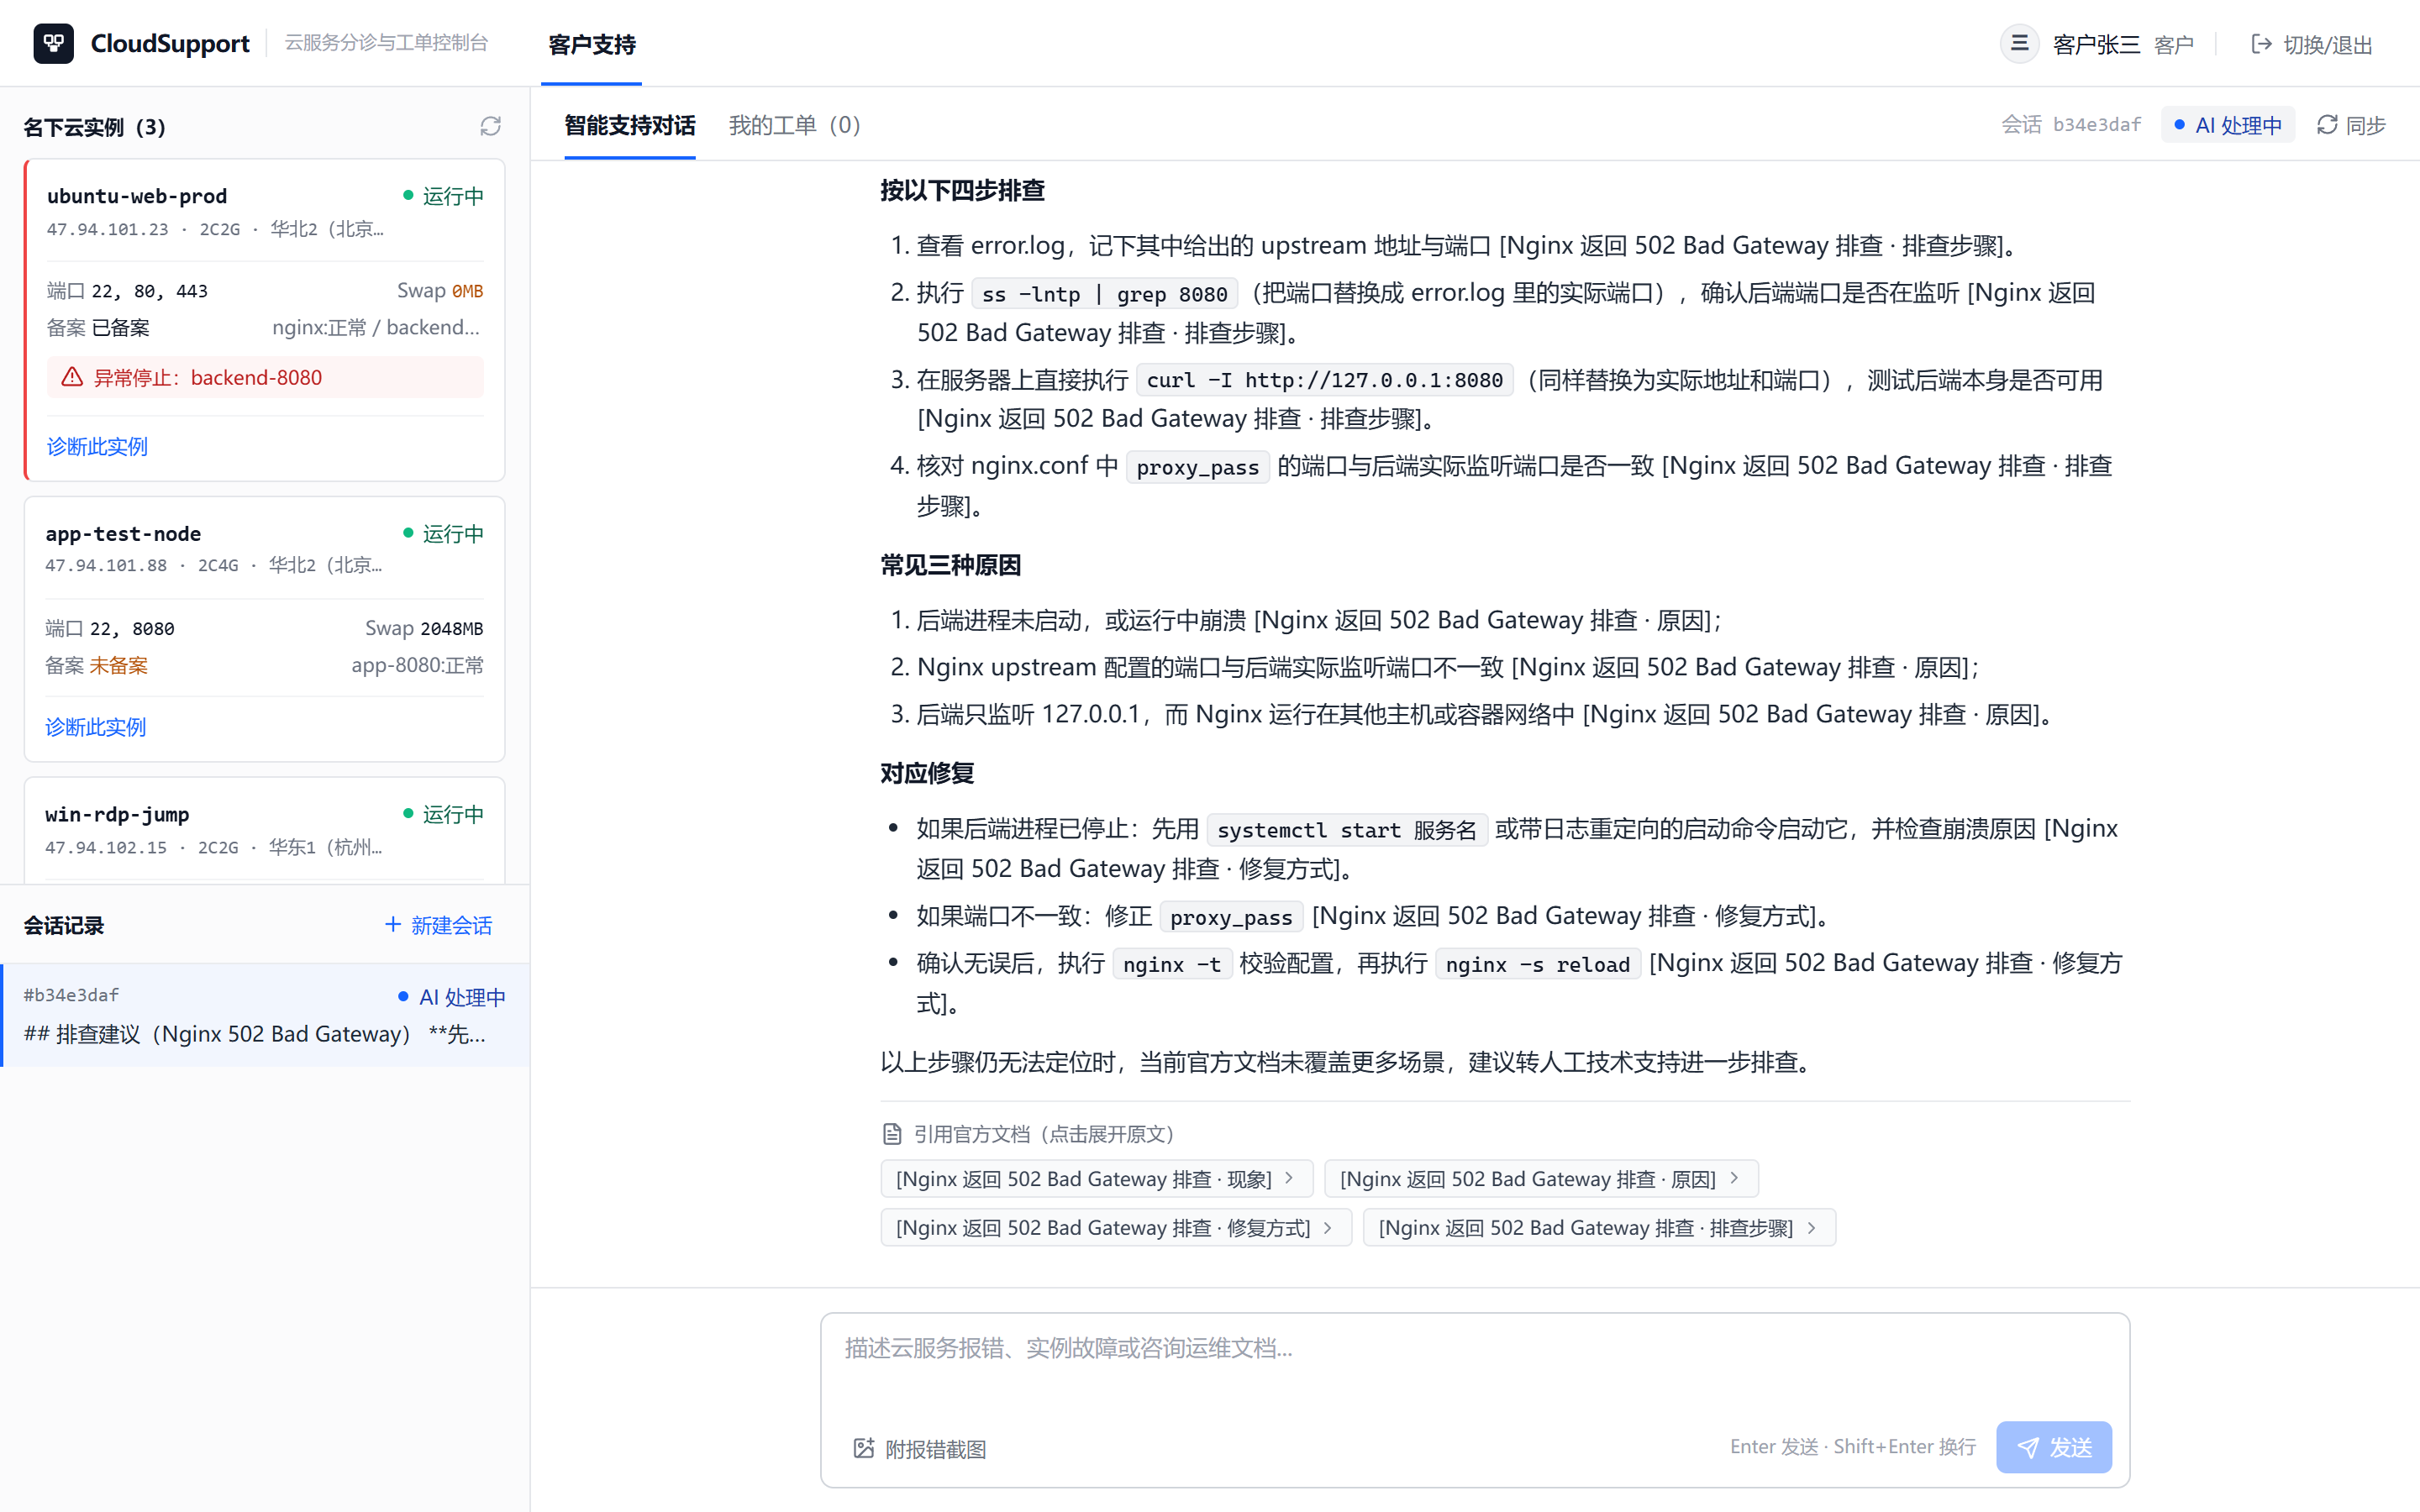 CloudSupport
云服务分诊与工单控制台
客户支持
三
客户张三 客户
切换/退出
名下云实例（3）
ubuntu-web-prod
运行中
47.94.101.23 · 2C2G · 华北2（北京...
端口 22, 80, 443
Swap 0MB
备案 已备案
nginx:正常 / backend...
异常停止：backend-8080
诊断此实例
app-test-node
运行中
47.94.101.88 · 2C4G · 华北2（北京...
端口 22, 8080
Swap 2048MB
备案 未备案
app-8080:正常
诊断此实例
win-rdp-jump
运行中
47.94.102.15 · 2C2G · 华东1（杭州...
会话记录
+ 新建会话
#b34e3daf
AI 处理中
## 排查建议（Nginx 502 Bad Gateway） **先...
智能支持对话
我的工单（0）
会话 b34e3daf
AI 处理中
同步
按以下四步排查
1. 查看 error.log，记下其中给出的 upstream 地址与端口 [Nginx 返回 502 Bad Gateway 排查 · 排查步骤]。
2. 执行 ss -lntp | grep 8080（把端口替换成 error.log 里的实际端口），确认后端端口是否在监听 [Nginx 返回
502 Bad Gateway 排查 · 排查步骤]。
3. 在服务器上直接执行 curl -I http://127.0.0.1:8080（同样替换为实际地址和端口），测试后端本身是否可用
[Nginx 返回 502 Bad Gateway 排查 · 排查步骤]。
4. 核对 nginx.conf 中 proxy_pass 的端口与后端实际监听端口是否一致 [Nginx 返回 502 Bad Gateway 排查 · 排查
步骤]。
常见三种原因
1. 后端进程未启动，或运行中崩溃 [Nginx 返回 502 Bad Gateway 排查 · 原因]；
2. Nginx upstream 配置的端口与后端实际监听端口不一致 [Nginx 返回 502 Bad Gateway 排查 · 原因]；
3. 后端只监听 127.0.0.1，而 Nginx 运行在其他主机或容器网络中 [Nginx 返回 502 Bad Gateway 排查 · 原因]。
对应修复
• 如果后端进程已停止：先用 systemctl start 服务名 或带日志重定向的启动命令启动它，并检查崩溃原因 [Nginx
返回 502 Bad Gateway 排查 · 修复方式]。
• 如果端口不一致：修正 proxy_pass [Nginx 返回 502 Bad Gateway 排查 · 修复方式]。
• 确认无误后，执行 nginx -t 校验配置，再执行 nginx -s reload [Nginx 返回 502 Bad Gateway 排查 · 修复方
式]。
以上步骤仍无法定位时，当前官方文档未覆盖更多场景，建议转人工技术支持进一步排查。
引用官方文档（点击展开原文）
[Nginx 返回 502 Bad Gateway 排查 · 现象]
[Nginx 返回 502 Bad Gateway 排查 · 原因]
[Nginx 返回 502 Bad Gateway 排查 · 修复方式]
[Nginx 返回 502 Bad Gateway 排查 · 排查步骤]
描述云服务报错、实例故障或咨询运维文档...
附报错截图
Enter 发送 · Shift+Enter 换行
发送